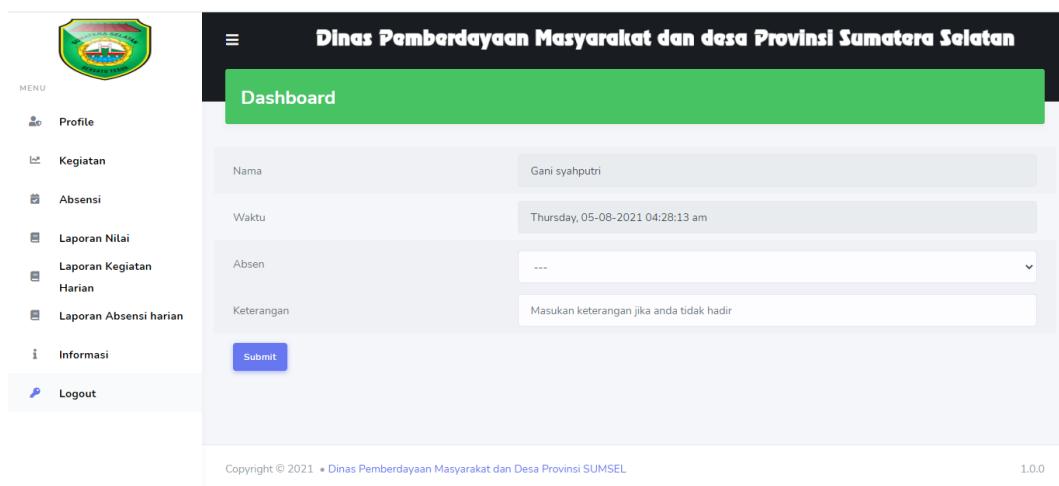 SUMATERA SELATAN
Dinas Pemberdayaan Masyarakat dan desa Provinsi Sumatera Selatan
MENU
Profile
Kegiatan
Absensi
Laporan Nilai
Laporan Kegiatan
Harian
Laporan Absensi harian
Informasi
Logout
Dashboard
Nama
Gani syahputri
Waktu
Thursday, 05-08-2021 04:28:13 am
Absen
---
Keterangan
Masukan keterangan jika anda tidak hadir
Submit
Copyright © 2021 • Dinas Pemberdayaan Masyarakat dan Desa Provinsi SUMSEL
1.0.0